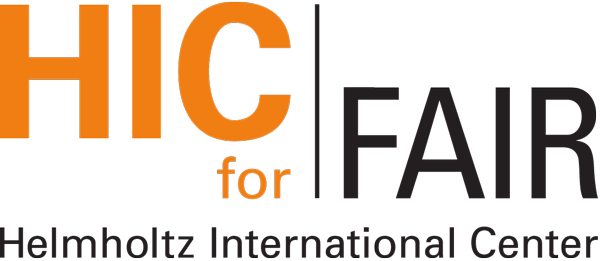 HIC
for FAIR
Helmholtz International Center